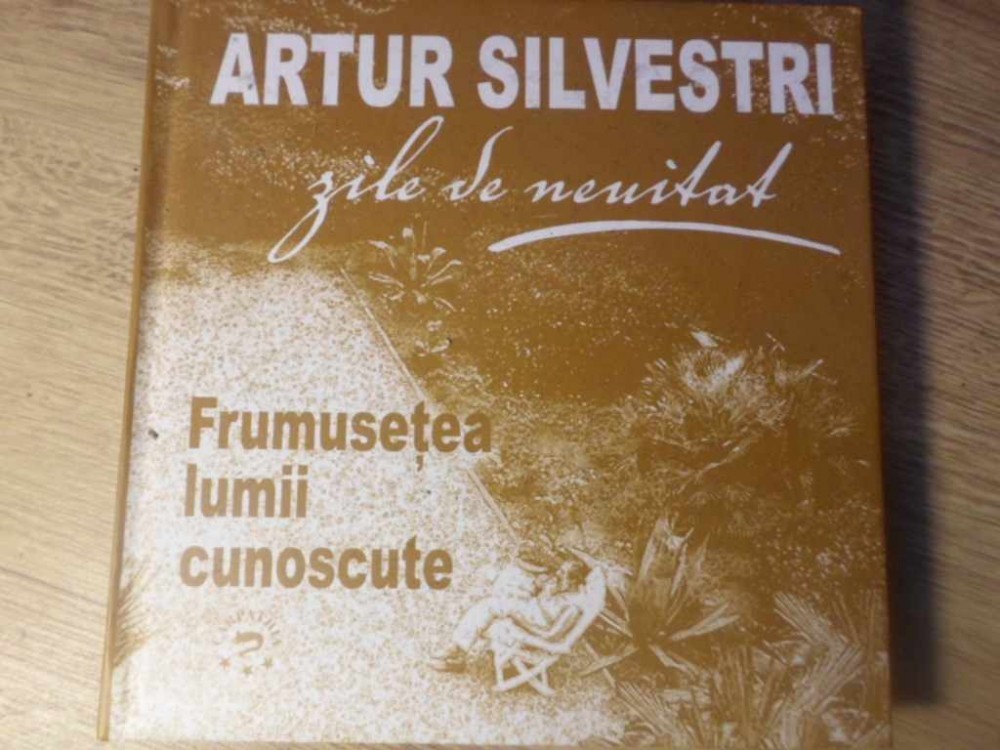 ARTUR SILVESTRI
zile de neuitat
Frumusețea
lumii
cunoscute